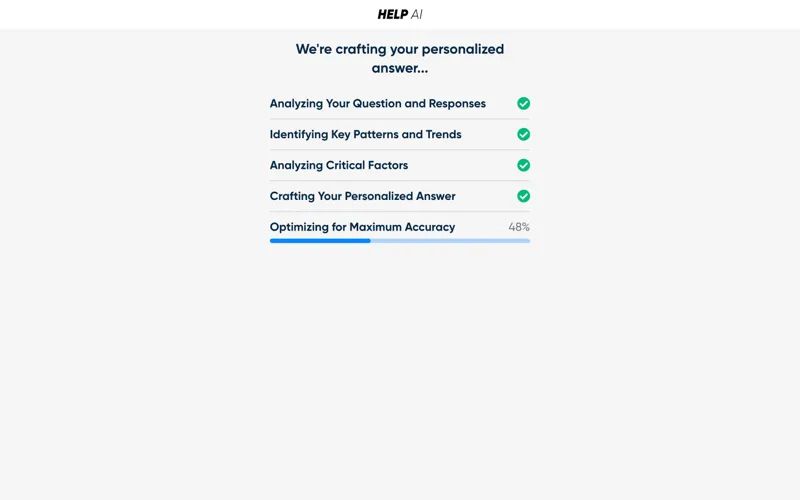 HELP AI
We're crafting your personalized
answer...
Analyzing Your Question and Responses
Identifying Key Patterns and Trends
Analyzing Critical Factors
Crafting Your Personalized Answer
Optimizing for Maximum Accuracy 48%